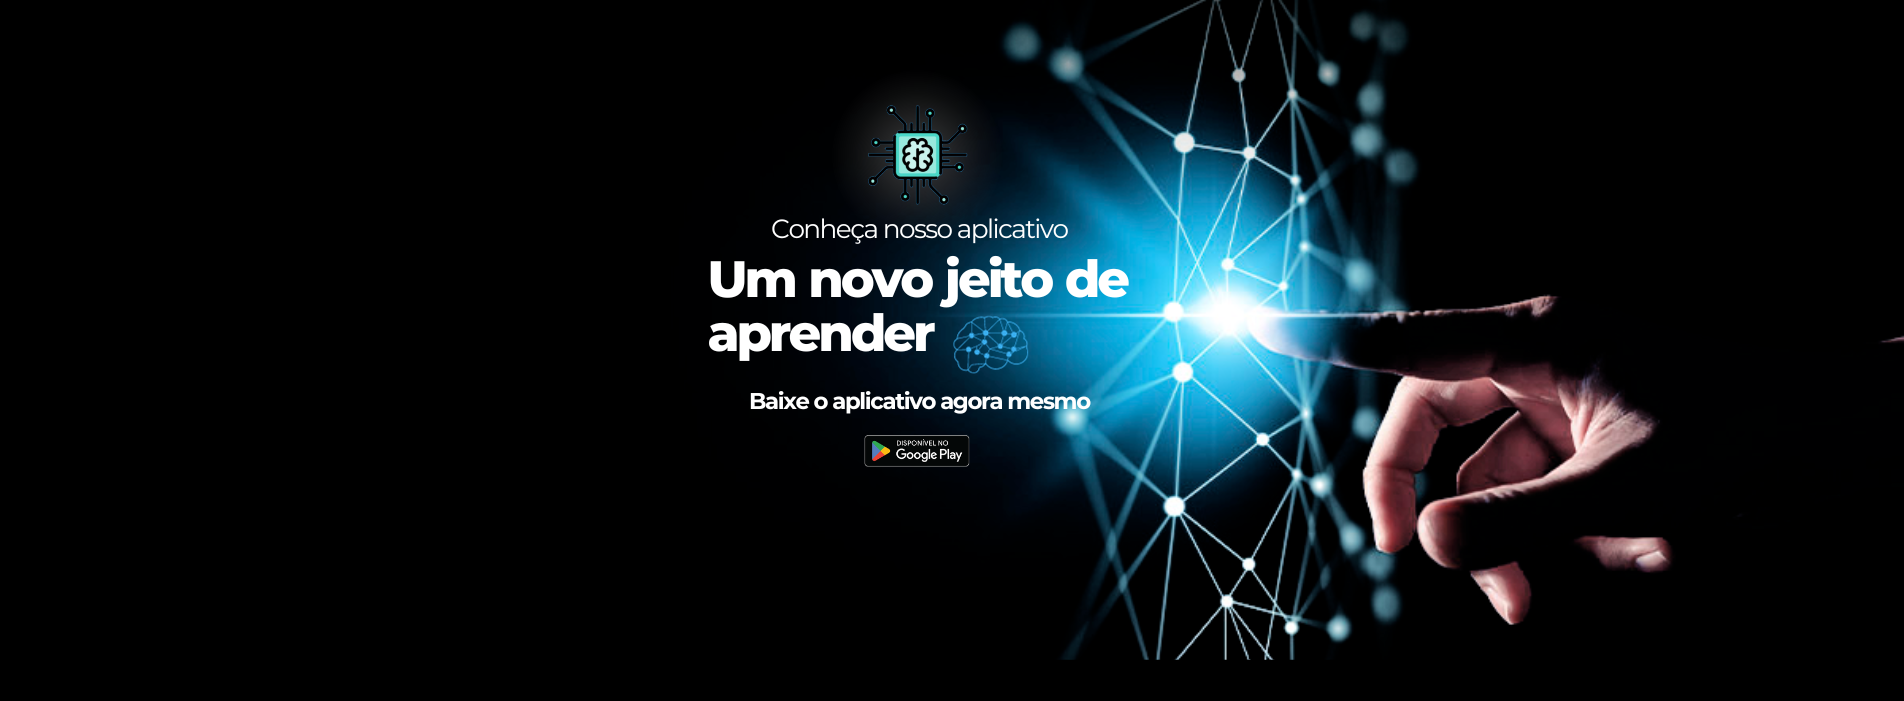 Conheça nosso aplicativo
Um novo jeito de
aprender
Baixe o aplicativo agora mesmo
DISPONÍVEL NO
Google Play